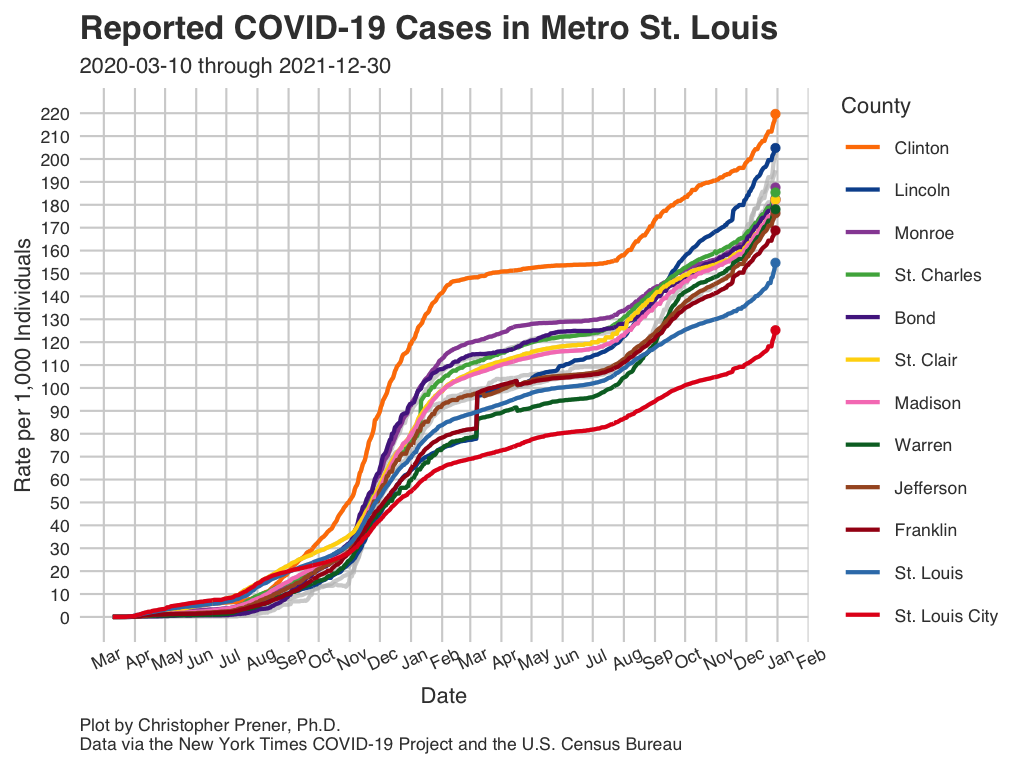 Reported COVID-19 Cases in Metro St. Louis
2020-03-10 through 2021-12-30
Rate per 1,000 Individuals
220
210
200
190
180
170
160
150
140
130
120
110
100
90
80
70
60
50
40
30
20
10
0
Mar Apr May Jun Jul Aug Sep Oct Nov Dec Jan Feb Mar Apr May Jun Jul Aug Sep Oct Nov Dec Jan Feb
Date
County
Clinton
Lincoln
Monroe
St. Charles
Bond
St. Clair
Madison
Warren
Jefferson
Franklin
St. Louis
St. Louis City
Plot by Christopher Prener, Ph.D.
Data via the New York Times COVID-19 Project and the U.S. Census Bureau